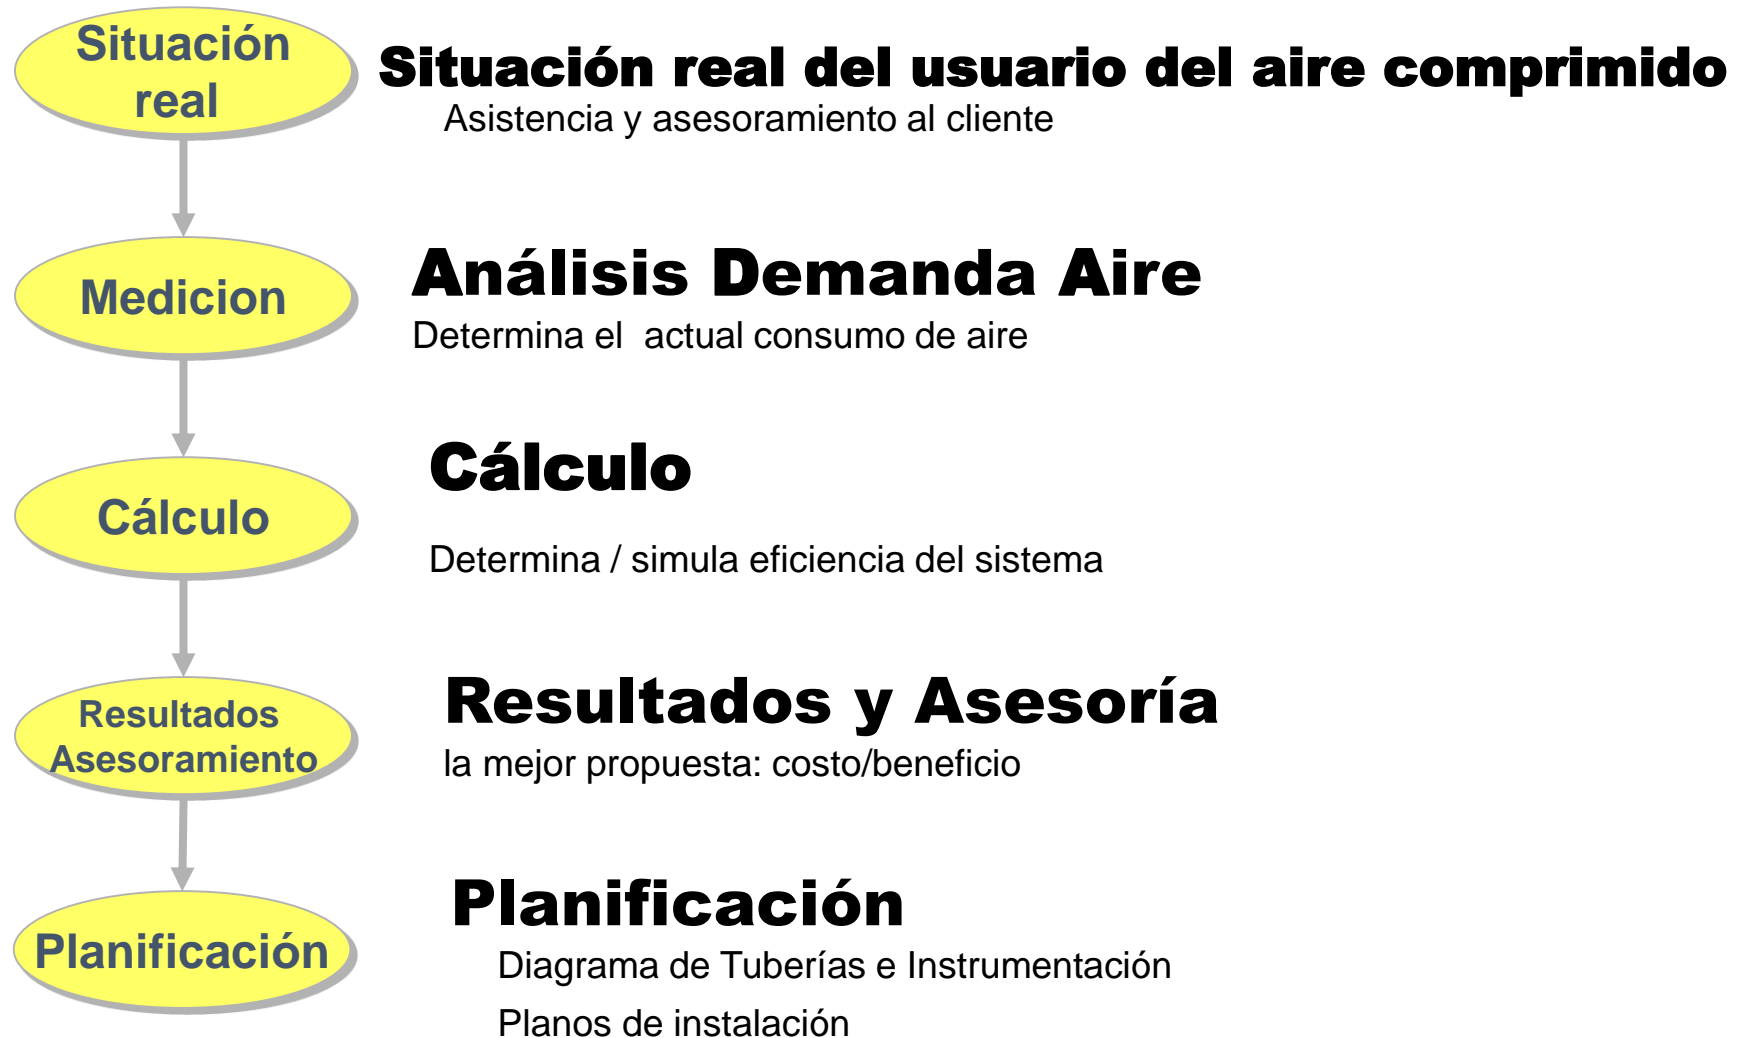 Situación
real
Situación real del usuario del aire comprimido
Asistencia y asesoramiento al cliente
Medicion
Análisis Demanda Aire
Determina el  actual consumo de aire
Cálculo
Cálculo
Determina / simula eficiencia del sistema
Resultados
Asesoramiento
Resultados y Asesoría
la mejor propuesta: costo/beneficio
Planificación
Planificación
Diagrama de Tuberías e Instrumentación
Planos de instalación